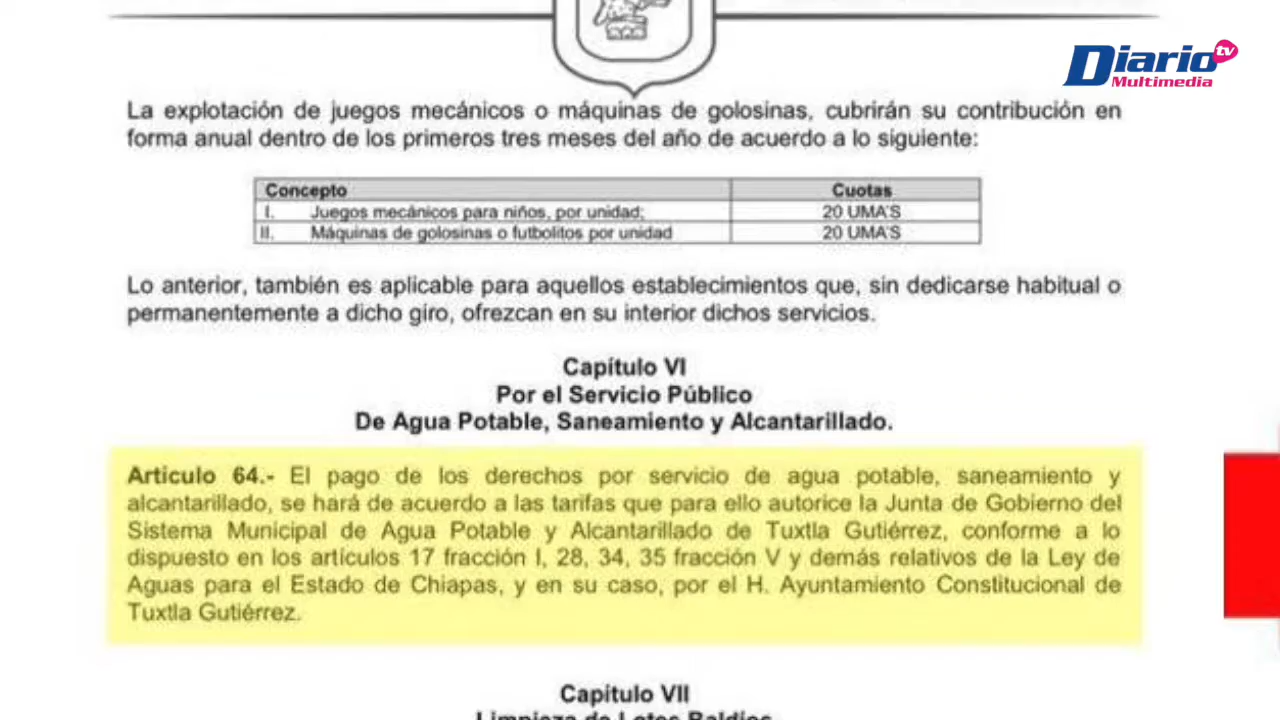 Diario tv
Multimedia
La explotación de juegos mecánicos o máquinas de golosinas, cubrirán su contribución en
forma anual dentro de los primeros tres meses del año de acuerdo a lo siguiente:
Concepto Cuotas
I. Juegos mecánicos para niños, por unidad; 20 UMA'S
II. Máquinas de golosinas o futbolitos por unidad 20 UMA'S
Lo anterior, también es aplicable para aquellos establecimientos que, sin dedicarse habitual o
permanentemente a dicho giro, ofrezcan en su interior dichos servicios.
Capítulo VI
Por el Servicio Público
De Agua Potable, Saneamiento y Alcantarillado.
Artículo 64.- El pago de los derechos por servicio de agua potable, saneamiento y
alcantarillado, se hará de acuerdo a las tarifas que para ello autorice la Junta de Gobierno del
Sistema Municipal de Agua Potable y Alcantarillado de Tuxtla Gutiérrez, conforme a lo
dispuesto en los artículos 17 fracción I, 28, 34, 35 fracción V y demás relativos de la Ley de
Aguas para el Estado de Chiapas, y en su caso, por el H. Ayuntamiento Constitucional de
Tuxtla Gutiérrez.
Capítulo VII
Limpieza de Lotes Baldíos